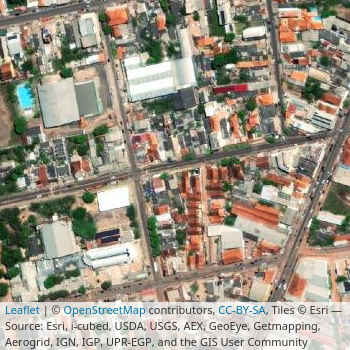 Leaflet | © OpenStreetMap contributors, CC-BY-SA, Tiles © Esri —
Source: Esri, i-cubed, USDA, USGS, AEX, GeoEye, Getmapping,
Aerogrid, IGN, IGP, UPR-EGP, and the GIS User Community